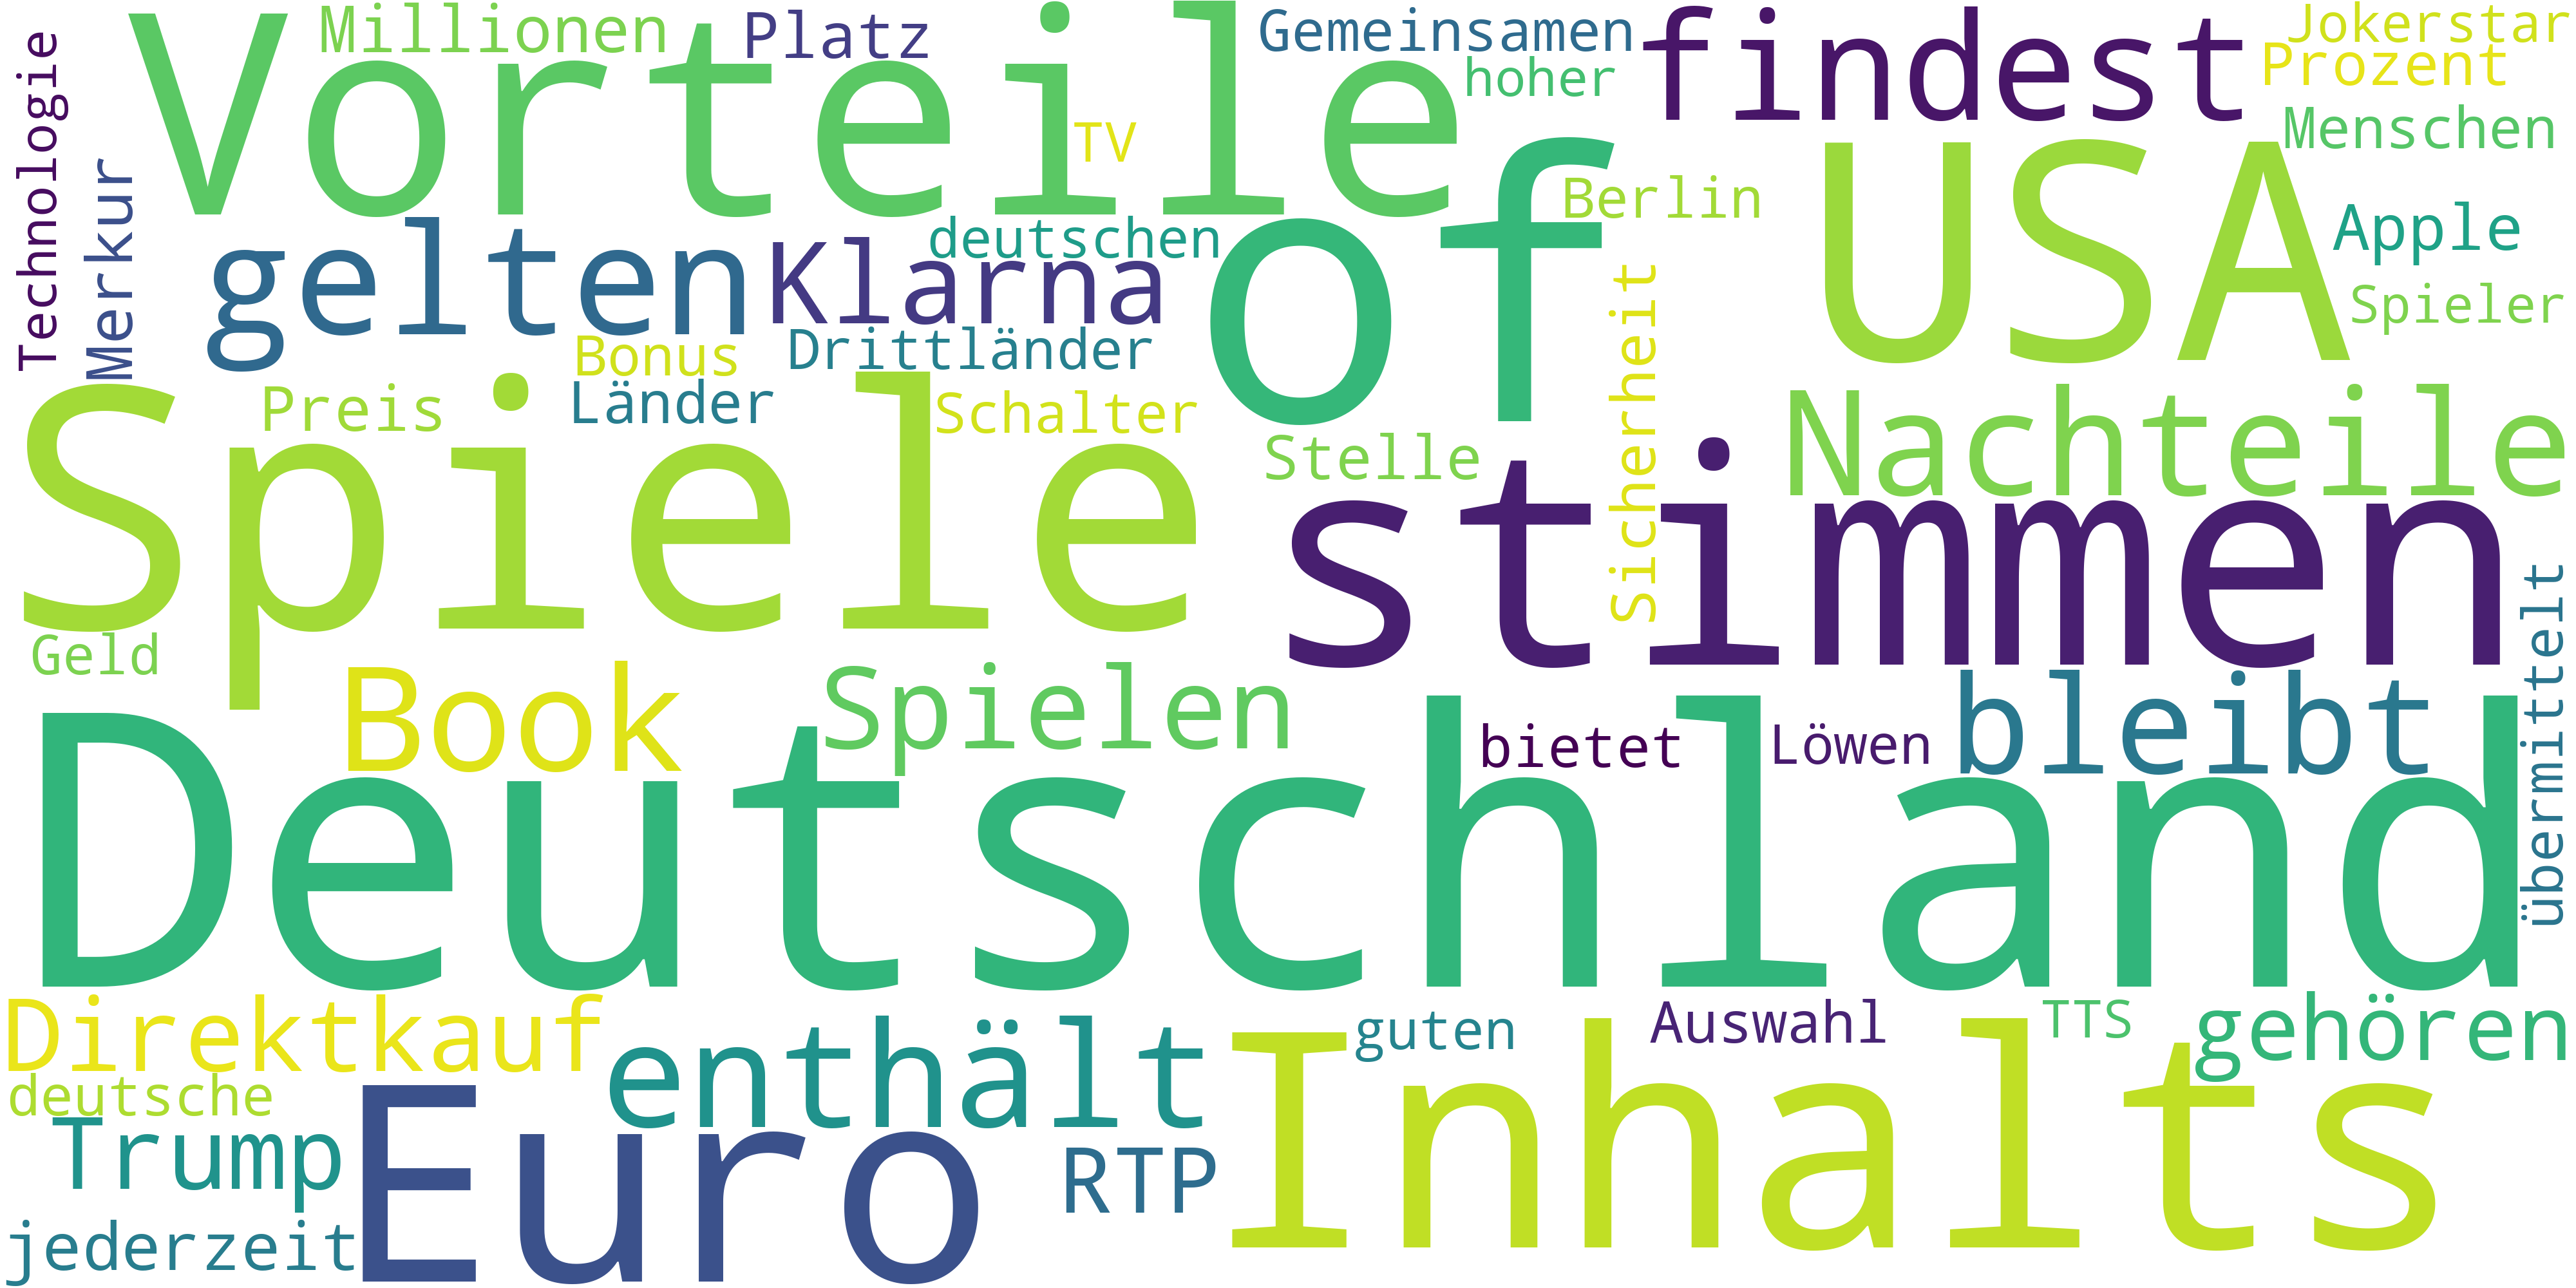 Technologie
Merkur
Vorteile
Millionen
Platz
TV
Gemeinsamen
hoher
findest
Jokerstar
Prozent
Menschen
gelten
Klarna
deutschen
of
Berlin
USA
Apple
Spieler
Bonus
Drittländer
Preis
Länder
Schalter
Spiele
Stelle
Sicherheit
Nachteile
stimmen
Geld
Book
Spielen
bietet
Löwen
bleibt
übermittelt
Deutschland
Direktkauf
enthält
guten
Auswahl
TTS
gehören
deutsche
Trump
Euro
RTP
Inhalts
jederzeit